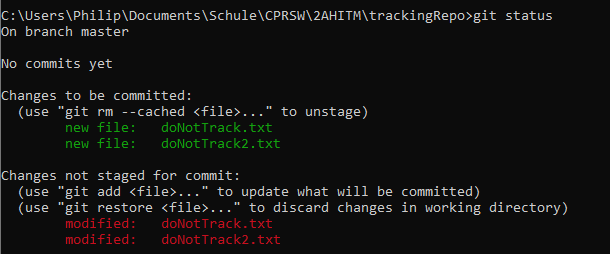 C:\Users\Philip\Documents\Schule\CPRSW\2AHITM\trackingRepo>git status
On branch master
No commits yet
Changes to be committed:
(use "git rm --cached <file>..." to unstage)
new file:   doNotTrack.txt
new file:   doNotTrack2.txt
Changes not staged for commit:
(use "git add <file>..." to update what will be committed)
(use "git restore <file>..." to discard changes in working directory)
modified:   doNotTrack.txt
modified:   doNotTrack2.txt